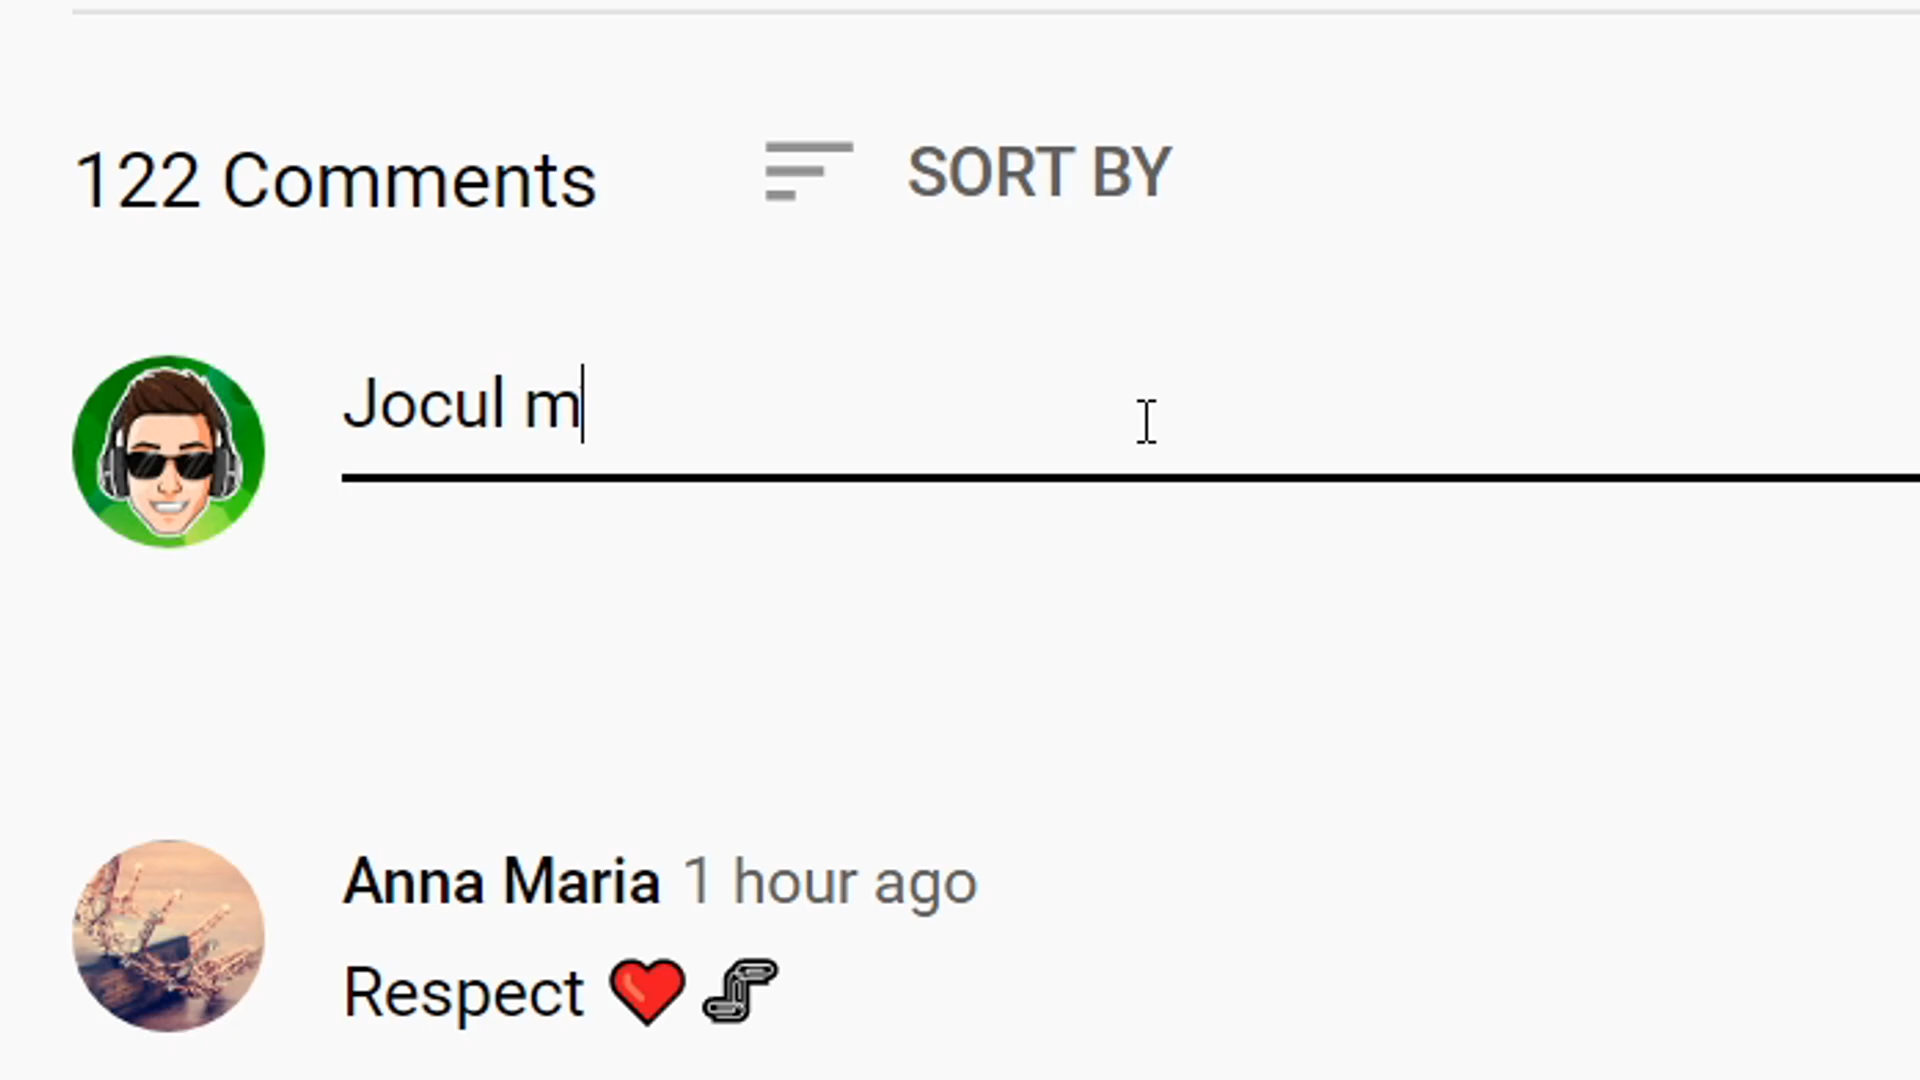 122 Comments SORT BY
Jocul m
Anna Maria 1 hour ago
Respect ❤️🖇️